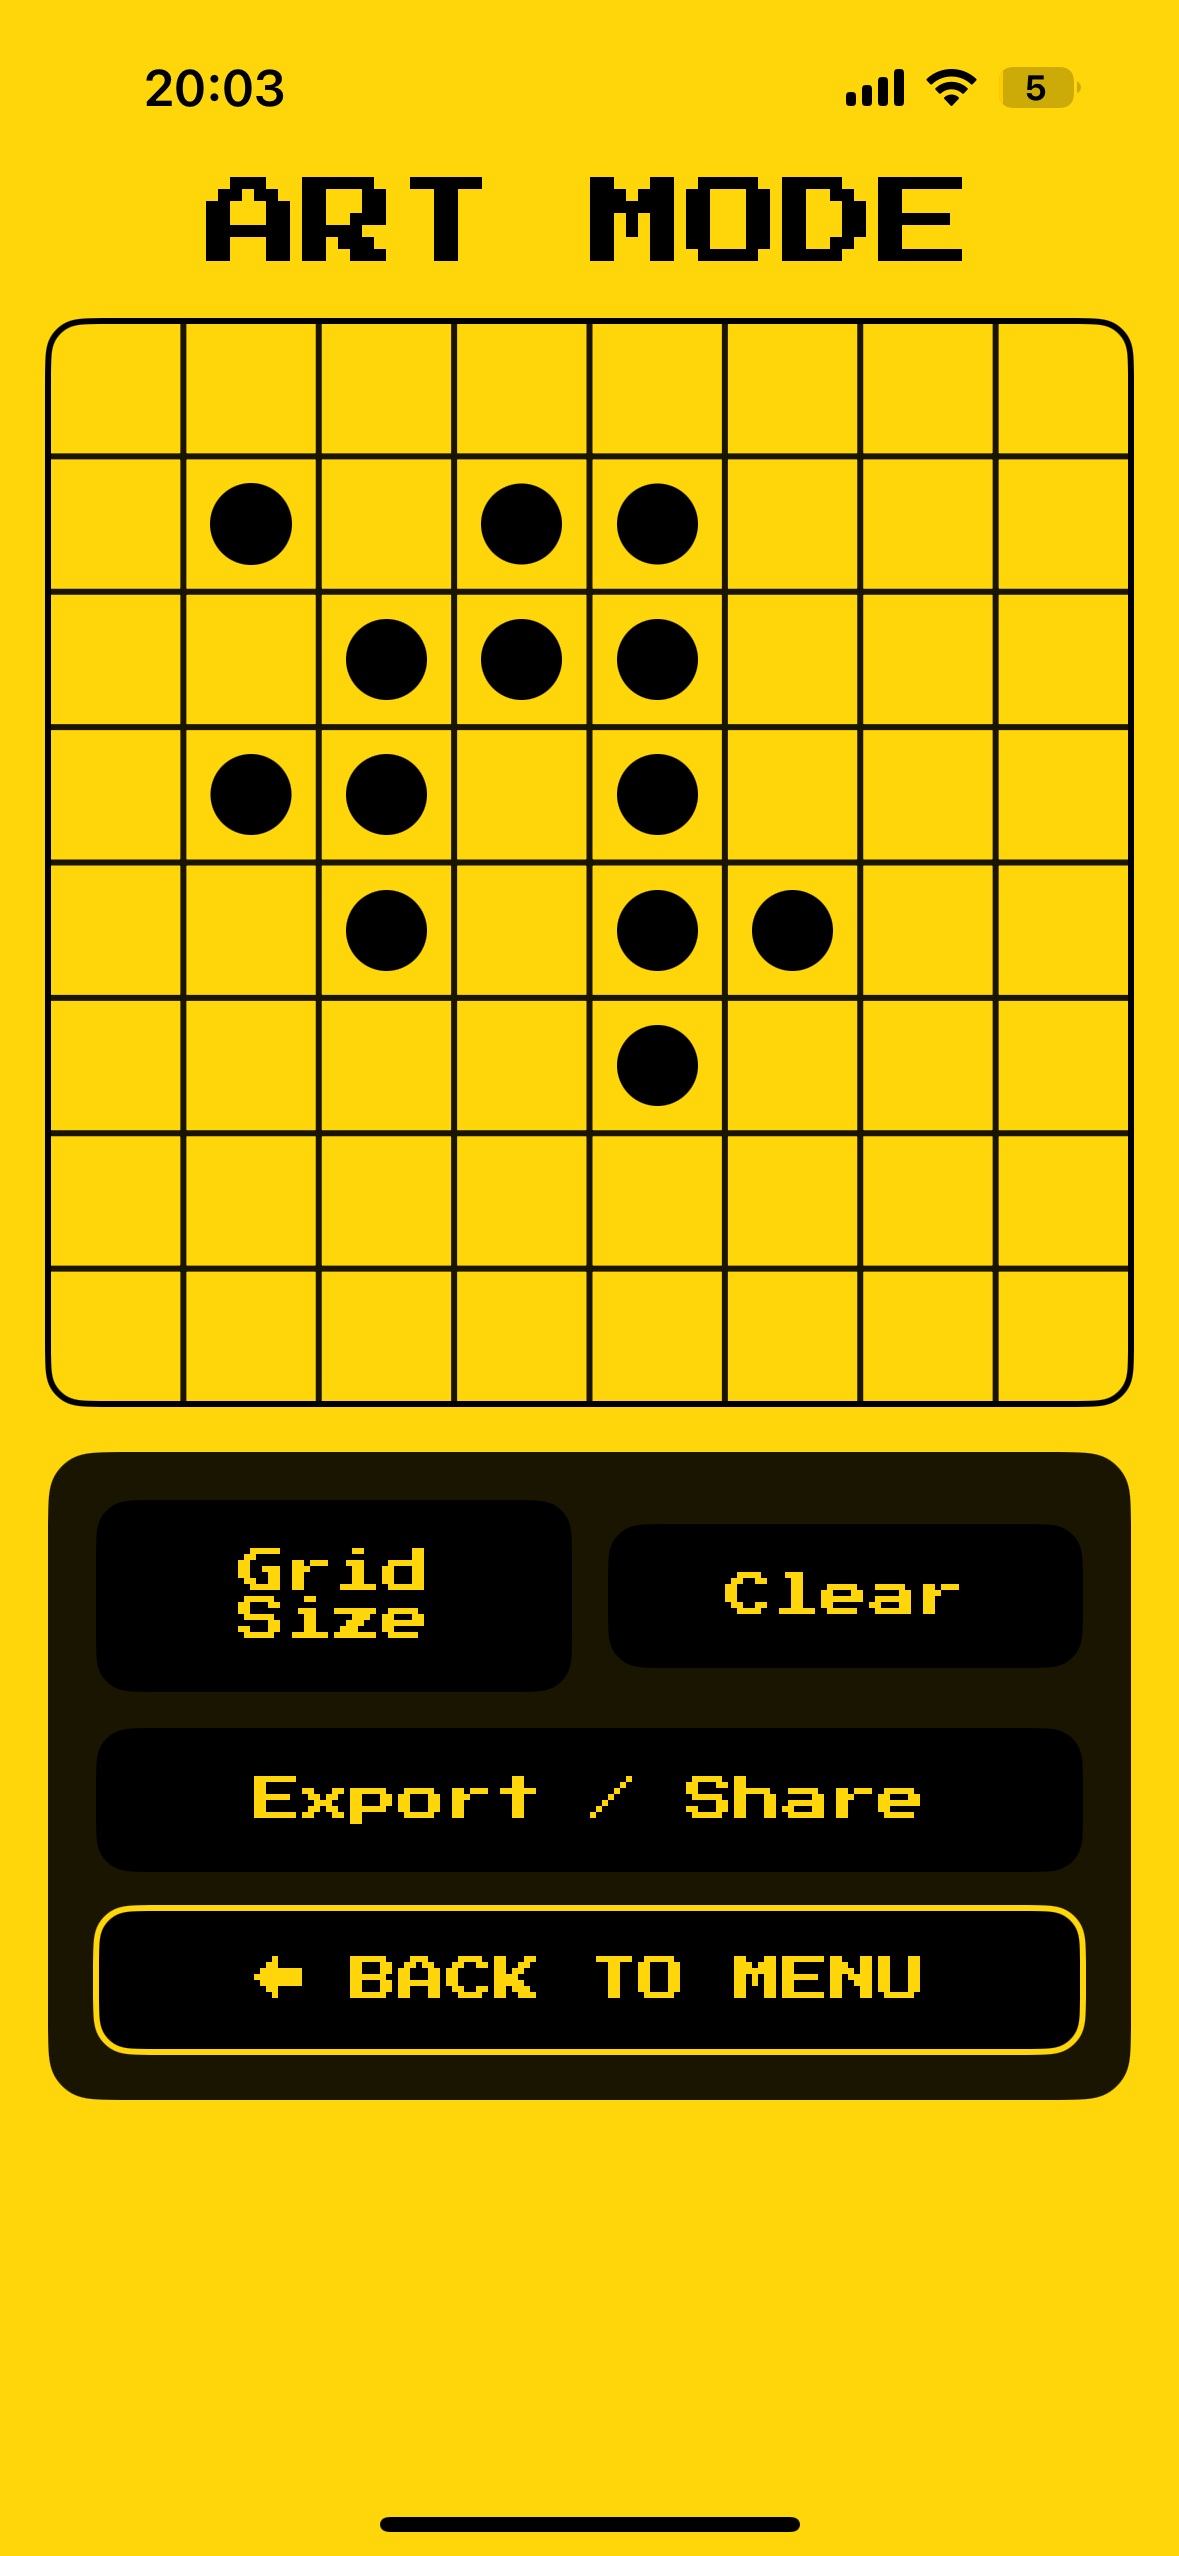 20:03 5
ART MODE
Grid
Size
Clear
Export / Share
← BACK TO MENU